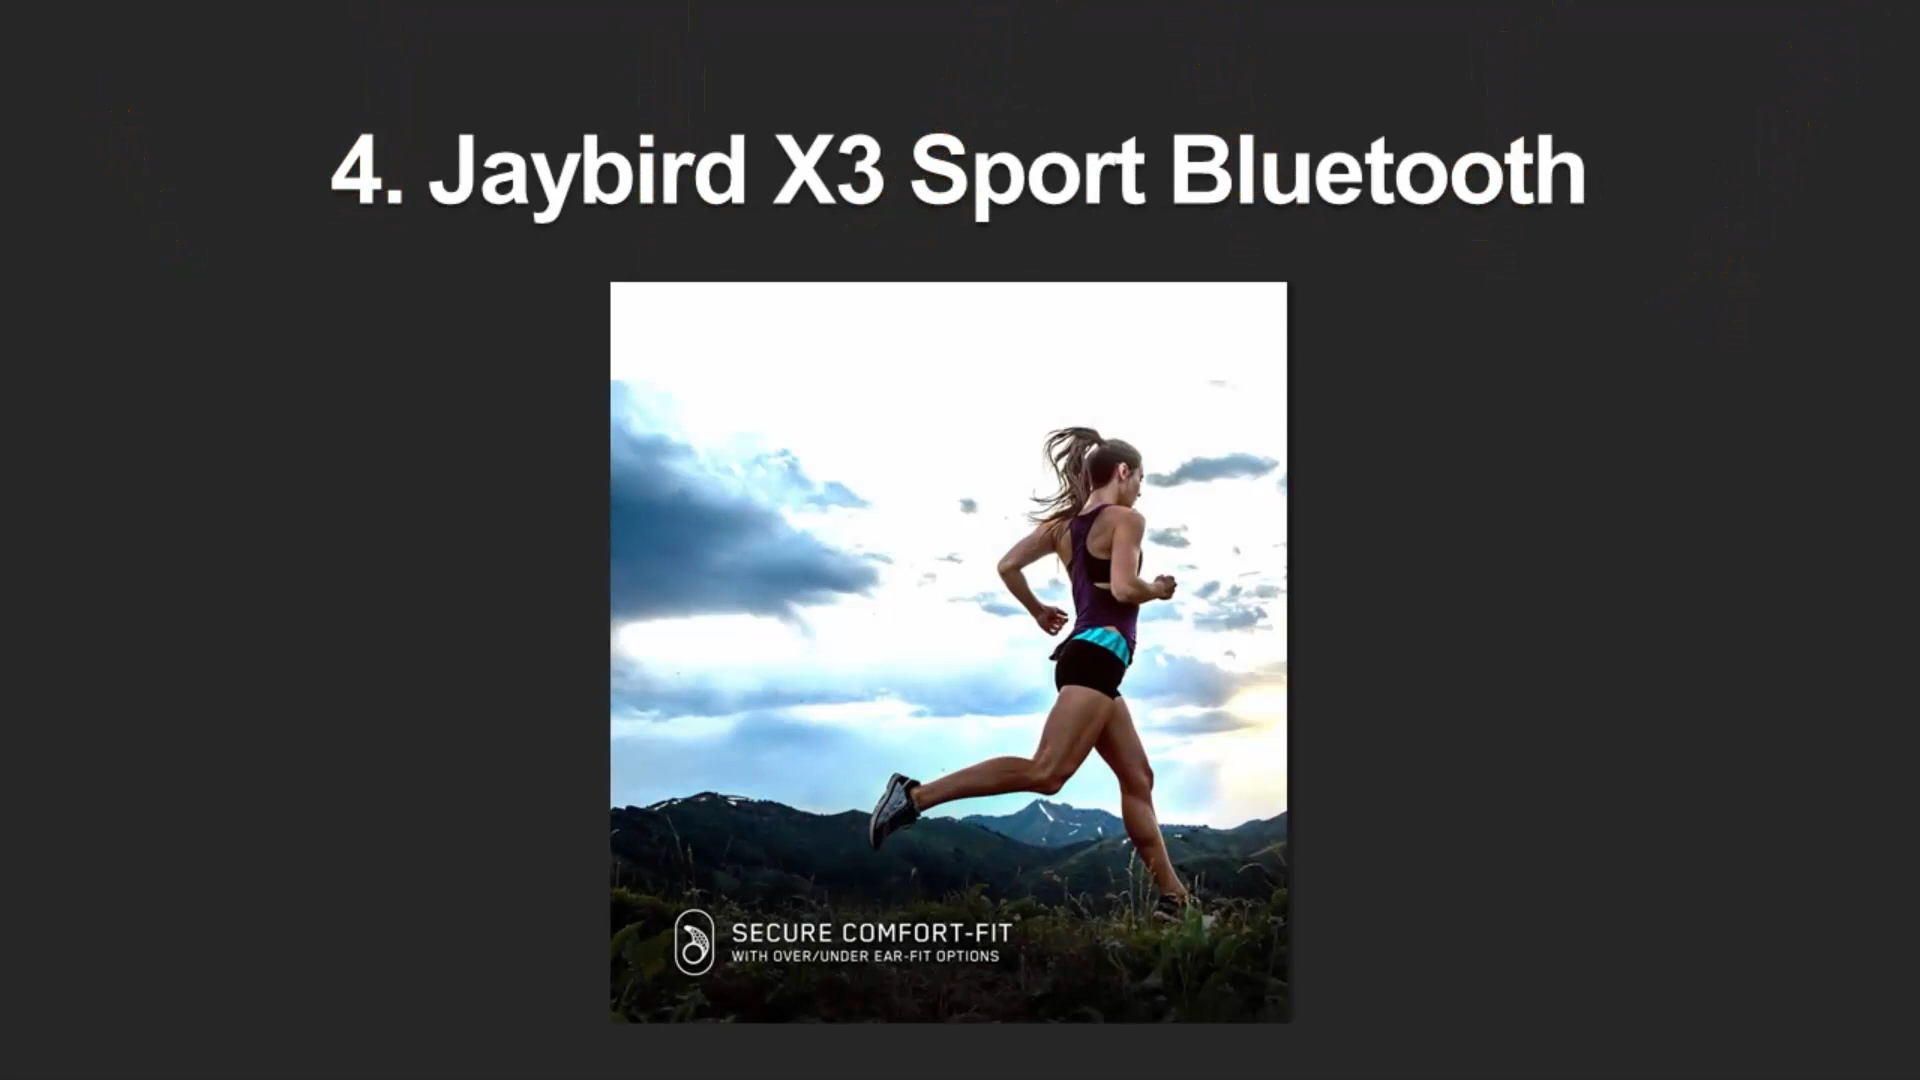 4. Jaybird X3 Sport Bluetooth
SECURE COMFORT-FIT
WITH OVER/UNDER EAR-FIT OPTIONS